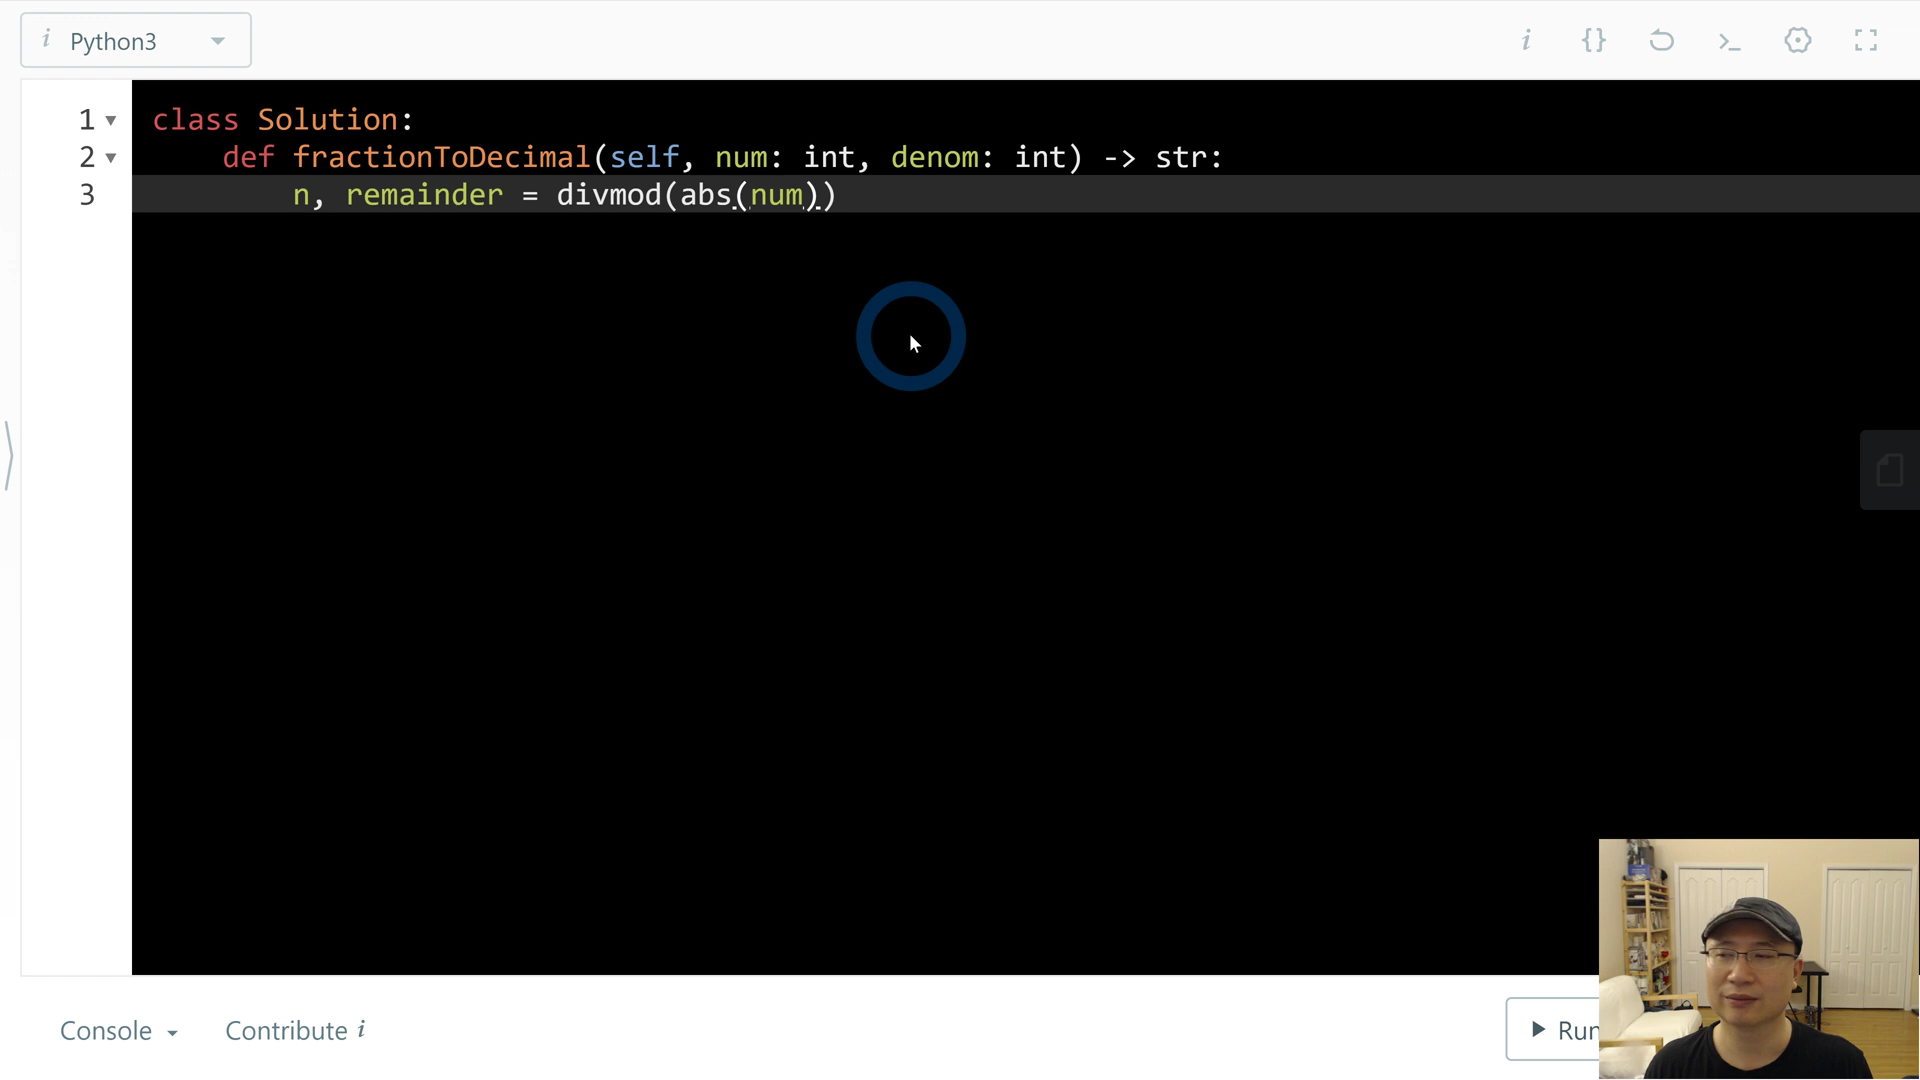 i Python3
i {} >_
1 class Solution:
2 def fractionToDecimal(self, num: int, denom: int) -> str:
3 n, remainder = divmod(abs(num))
Console Contribute i Run